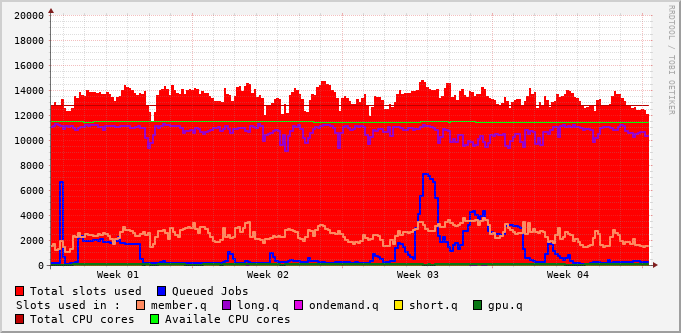 20000
18000
16000
14000
12000
10000
8000
6000
4000
2000
0
Week 01 Week 02 Week 03 Week 04
RRDTOOL / TOBI OETIKER
Total slots used Queued Jobs
Slots used in : member.q long.q ondemand.q short.q gpu.q
Total CPU cores Availale CPU cores